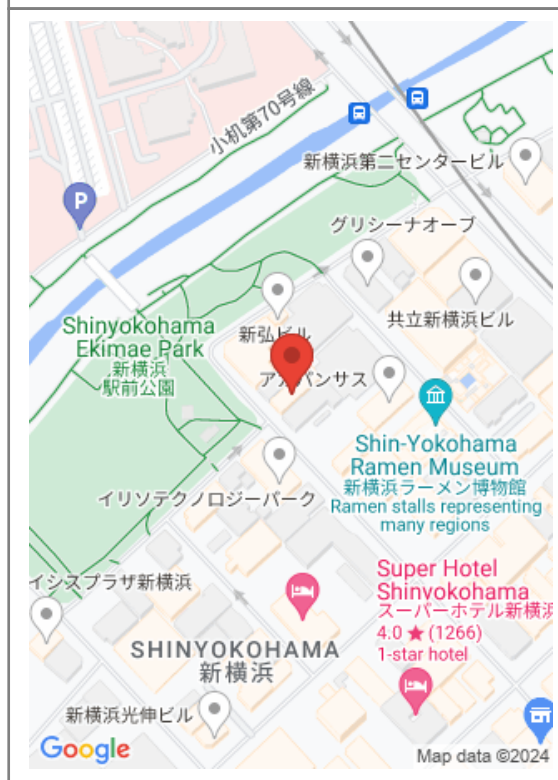 小机第70号線
新横浜第二センタービル
P
グリシーナオーブ
共立新横浜ビル
新弘ビル
Shinyokohama
Ekimae Park
新横浜
駅前公園
Shin-Yokohama
Ramen Museum
新横浜ラーメン博物館
Ramen stalls representing
many regions
イリソテクノロジーパーク
イシスプラザ新横浜
Super Hotel
Shinyokohama
スーパーホテル新横浜
4.0 ★ (1266)
1-star hotel
SHINYOKOHAMA
新横浜
新横浜光伸ビル
Google
Map data ©2024